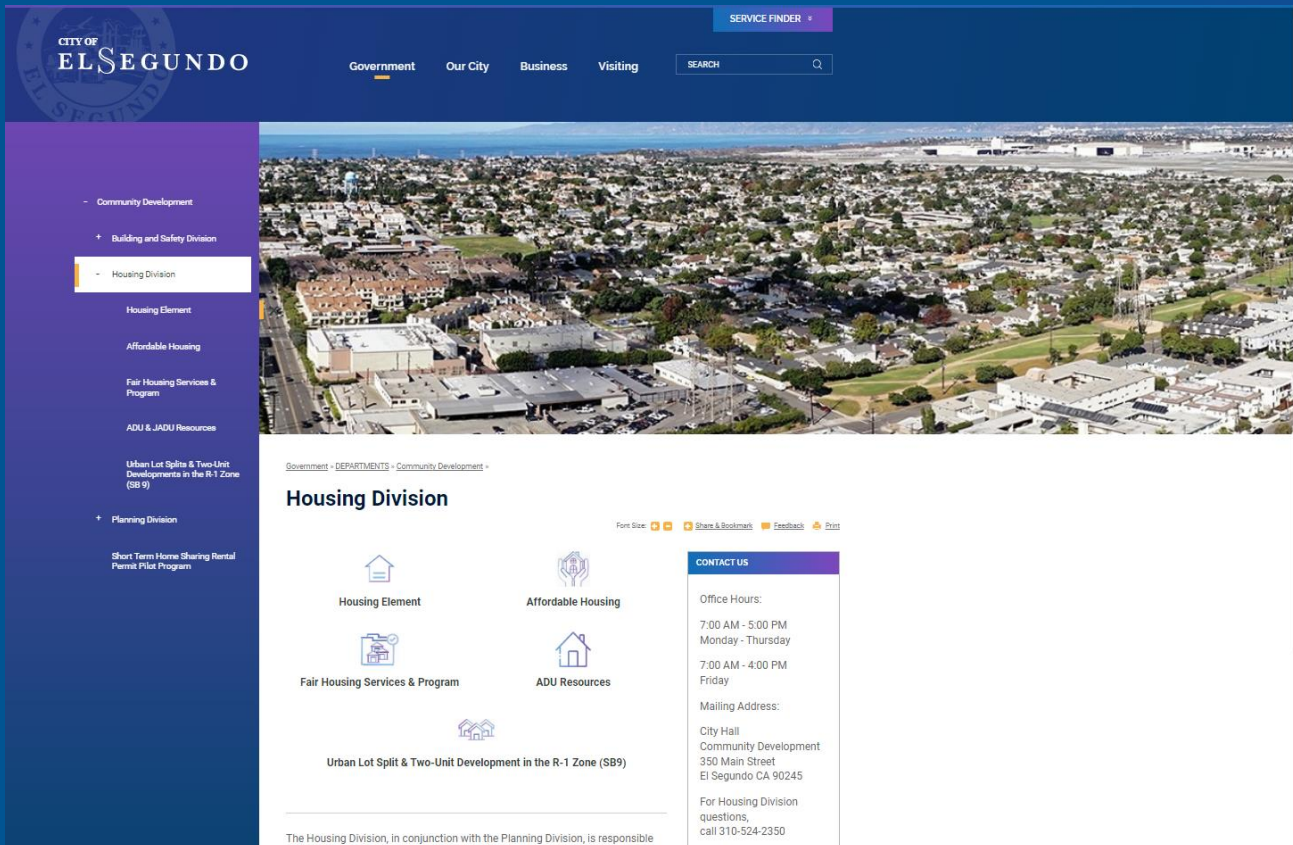 SERVICE FINDER
CITY OF
EL SEGUNDO
EL SEGUNDO
Government
Our City
Business
Visiting
SEARCH
- Community Development
+ Building and Safety Division
- Housing Division
Housing Element
Affordable Housing
Fair Housing Services &
Program
ADU & JADU Resources
Urban Lot Splits & Two-Unit
Developments in the R-1 Zone
(SB 9)
+ Planning Division
Short Term Home Sharing Rental
Permit Pilot Program
Government » DEPARTMENTS » Community Development »
Housing Division
Font Size: + - + Share & Bookmark Feedback Print
Housing Element
Affordable Housing
Fair Housing Services & Program
ADU Resources
Urban Lot Split & Two-Unit Development in the R-1 Zone (SB9)
The Housing Division, in conjunction with the Planning Division, is responsible
CONTACT US
Office Hours:
7:00 AM - 5:00 PM
Monday - Thursday
7:00 AM - 4:00 PM
Friday
Mailing Address:
City Hall
Community Development
350 Main Street
El Segundo CA 90245
For Housing Division
questions,
call 310-524-2350